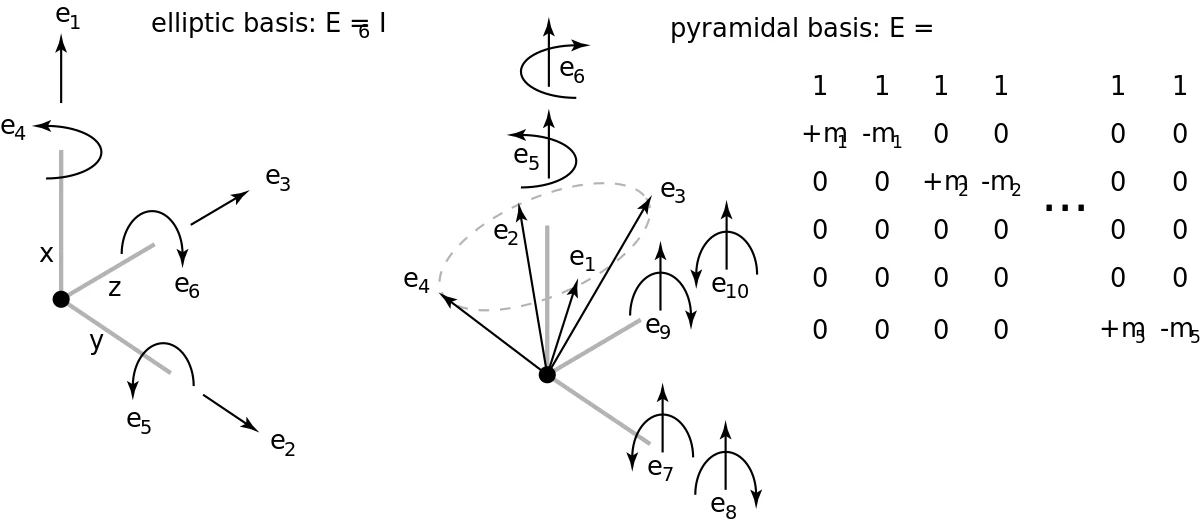 elliptic basis: E = I₆
e₁
e₄
e₃
x
z
e₆
y
e₅
e₂
e₆
e₅
e₃
e₂
e₁
e₄
e₁₀
e₉
e₇
e₈
pyramidal basis: E =
1 1 1 1 1 1
+m₁ -m₁ 0 0 0 0
0 0 +m₂ -m₂ ... 0 0
0 0 0 0 0 0
0 0 0 0 0 0
0 0 0 0 +m₅ -m₅